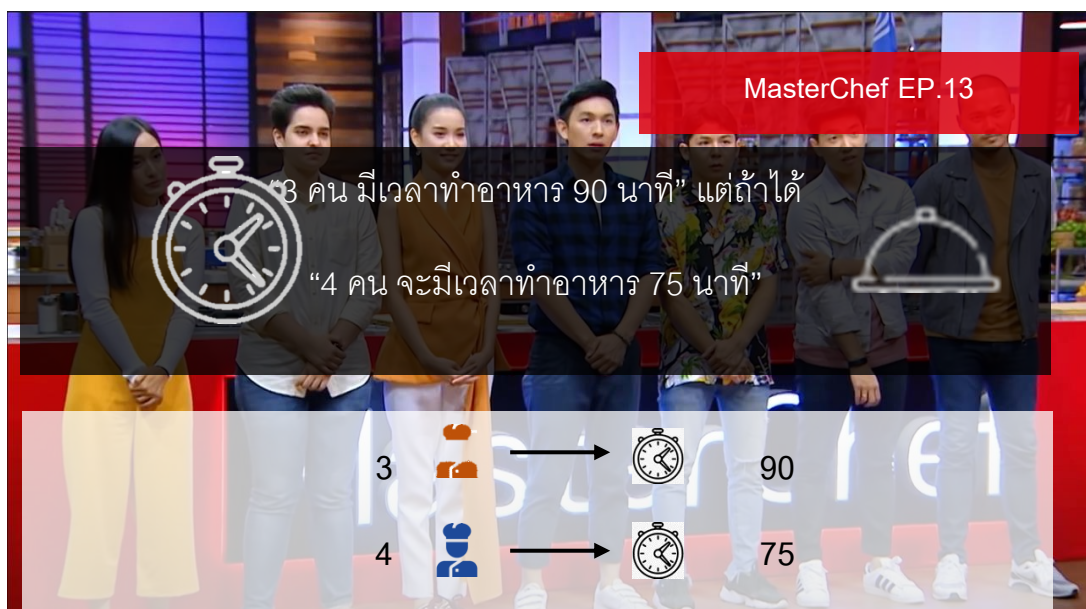 MasterChef EP.13
“3 คน มีเวลาทำอาหาร 90 นาที” แต่ถ้าได้
“4 คน จะมีเวลาทำอาหาร 75 นาที”
3 90
4 75